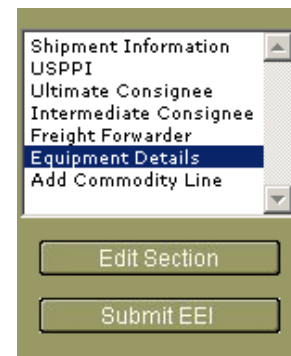 Shipment Information
USPPI
Ultimate Consignee
Intermediate Consignee
Freight Forwarder
Equipment Details
Add Commodity Line
Edit Section
Submit EEI